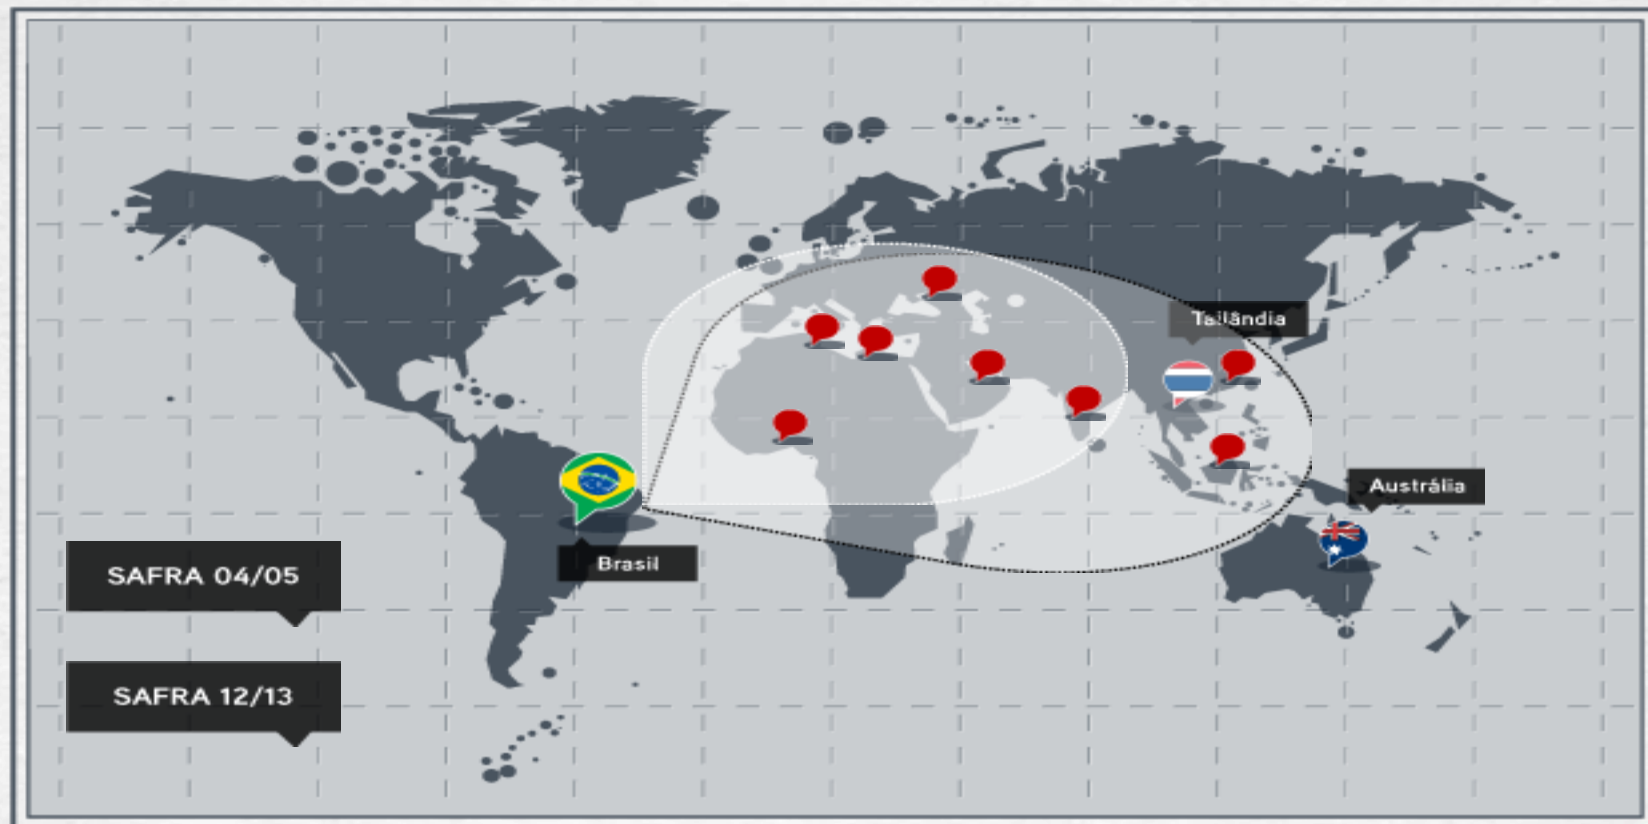 Tailândia
Austrália
Brasil
SAFRA 04/05
SAFRA 12/13